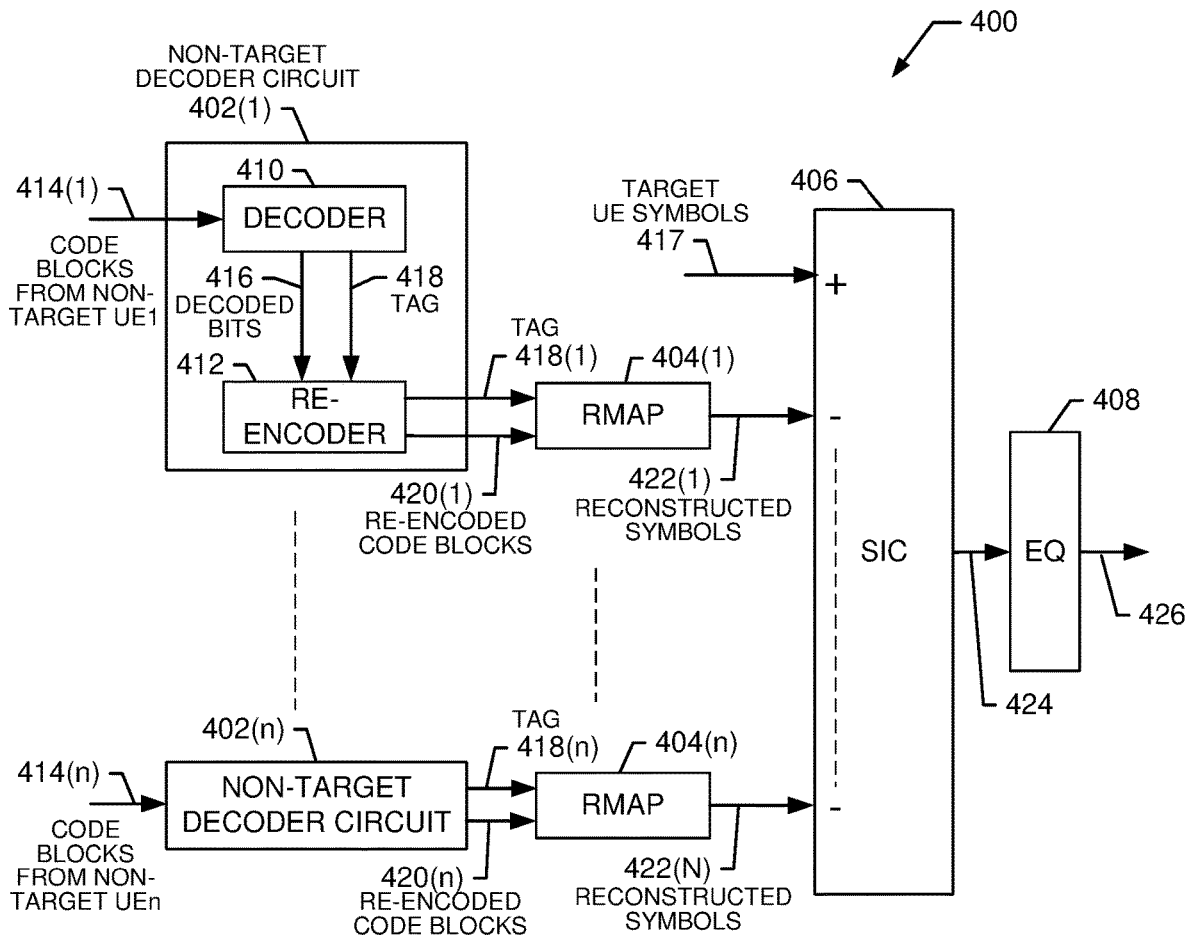 400
NON-TARGET
DECODER CIRCUIT
402(1)
414(1)
CODE
BLOCKS
FROM NON-
TARGET UE1
410
DECODER
416
DECODED
BITS
418
TAG
412
RE-
ENCODER
TAG
418(1)
404(1)
RMAP
420(1)
RE-ENCODED
CODE BLOCKS
422(1)
RECONSTRUCTED
SYMBOLS
TARGET
UE SYMBOLS
417
406
+
-
SIC
-
408
EQ
424
426
402(n)
414(n)
CODE
BLOCKS
FROM NON-
TARGET UEn
NON-TARGET
DECODER CIRCUIT
TAG
418(n)
404(n)
RMAP
420(n)
RE-ENCODED
CODE BLOCKS
422(N)
RECONSTRUCTED
SYMBOLS